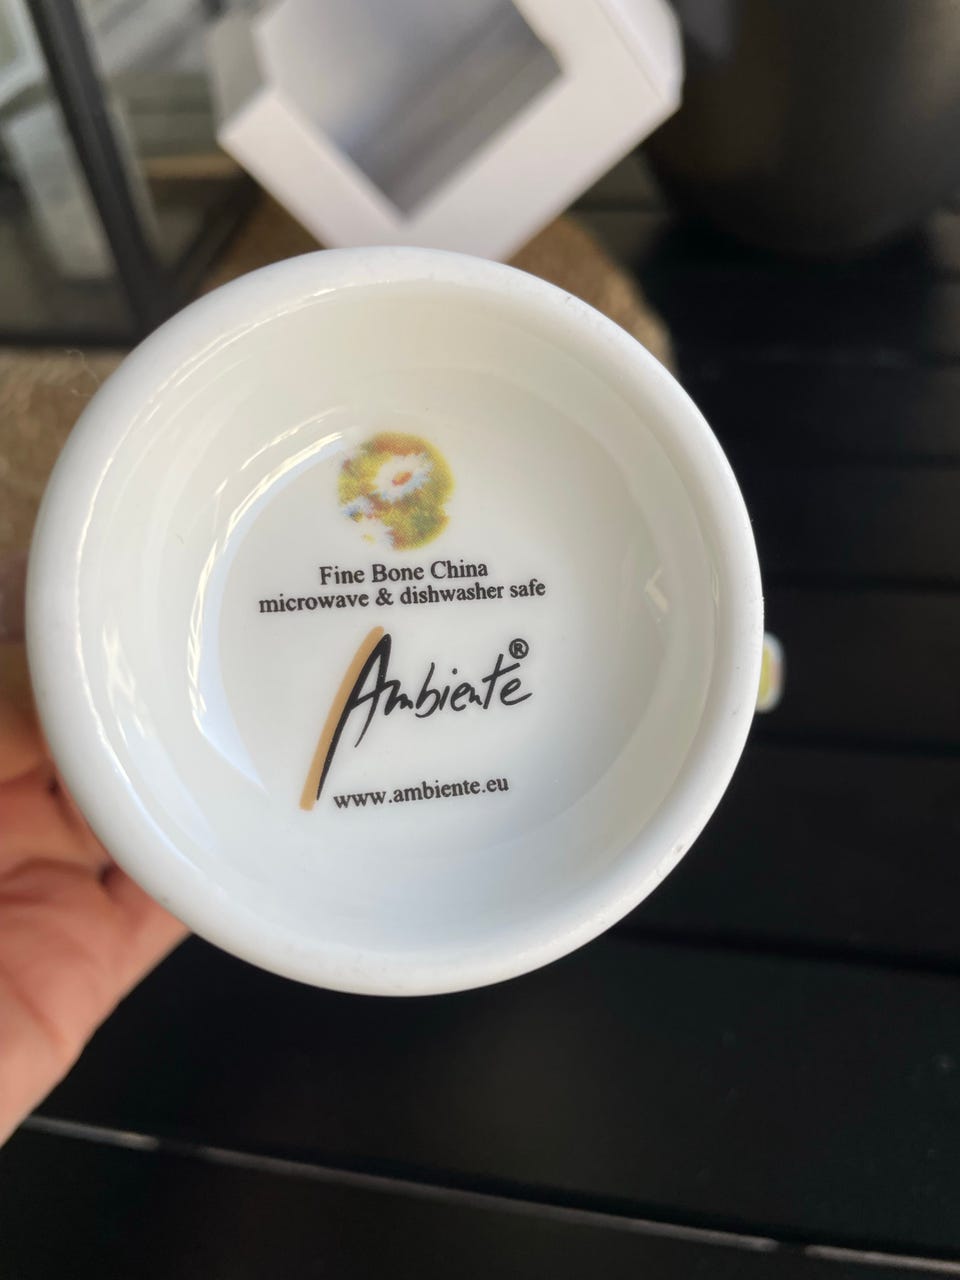 Fine Bone China
microwave & dishwasher safe
Ambiente®
www.ambiente.eu